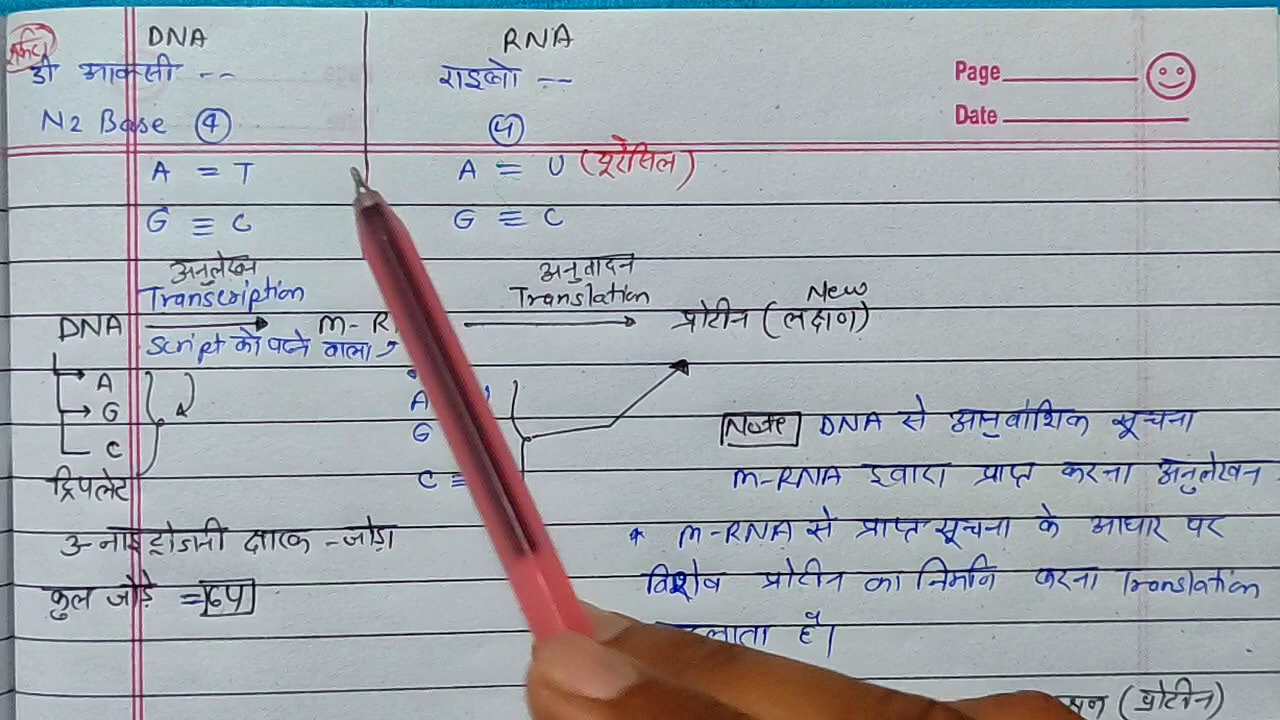 DNA RNA
डी आक्सी -- राइबो --
Page
N2 Base ④ ④
Date
A = T A = U (यूरेसिल)
G ≡ C G ≡ C
अनुलेखन अनुवादन
Transcription Translation New
DNA m-R प्रोटीन (लक्षण)
Script को पढ़ने वाला
A A
G G
C C ≡
Note DNA से आनुवांशिक सूचना
ट्रिपलेट m-RNA द्वारा प्राप्त करना अनुलेखन
3-नाइट्रोजनी क्षारक-जोड़ा * m-RNA से प्राप्त सूचना के आधार पर
कुल जोड़े = विशेष प्रोटीन का निर्माण करना Translation
है।
(प्रोटीन)